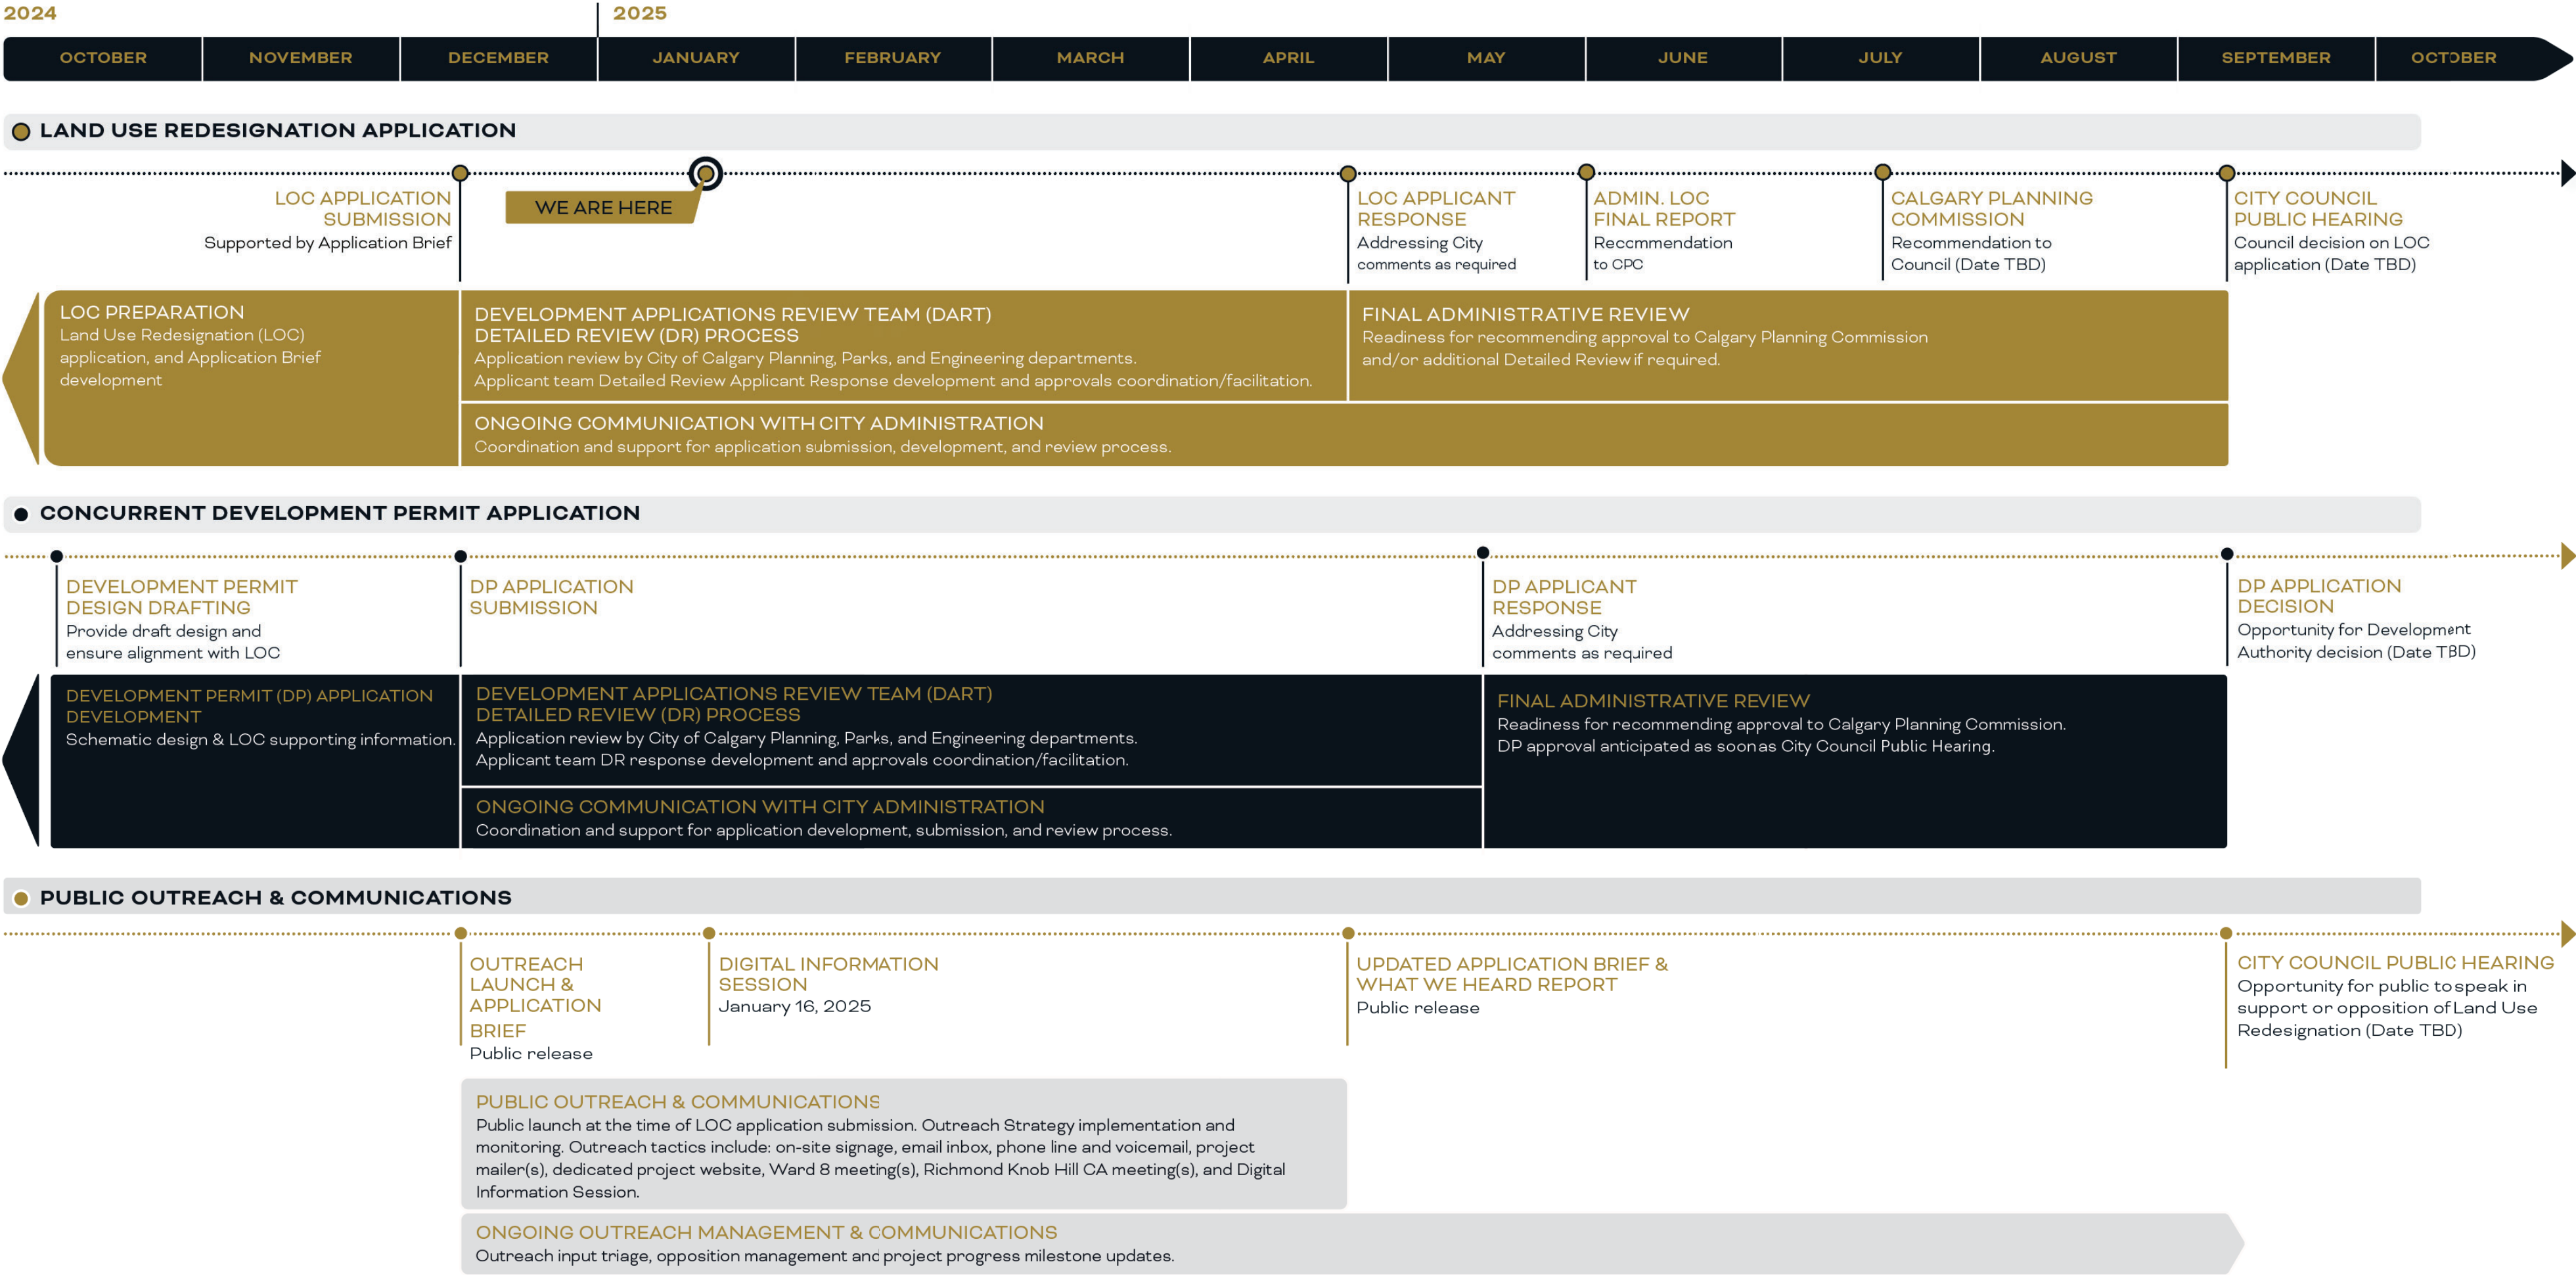 2024
2025
OCTOBER
NOVEMBER
DECEMBER
JANUARY
FEBRUARY
MARCH
APRIL
MAY
JUNE
JULY
AUGUST
SEPTEMBER
OCTOBER
LAND USE REDESIGNATION APPLICATION
LOC APPLICATION
SUBMISSION
Supported by Application Brief
WE ARE HERE
LOC APPLICANT
RESPONSE
Addressing City
comments as required
ADMIN. LOC
FINAL REPORT
Reccmmendation
to CPC
CALGARY PLANNING
COMMISSION
Recommendation to
Council (Date TBD)
CITY COUNCIL
PUBLIC HEARING
Council decision on LOC
application (Date TBD)
LOC PREPARATION
Land Use Redesignation (LOC)
application, and Application Brief
development
DEVELOPMENT APPLICATIONS REVIEW TEAM (DART)
DETAILED REVIEW (DR) PROCESS
Application review by City of Calgary Planning, Parks, and Engineering departments.
Applicant team Detailed Review Applicant Response development and approvals coordination/facilitation.
FINAL ADMINISTRATIVE REVIEW
Readiness for recommending approval to Calgary Planning Commission
and/or additional Detailed Review if required.
ONGOING COMMUNICATION WITH CITY ADMINISTRATION
Coordination and support for application submission, development, and review process.
CONCURRENT DEVELOPMENT PERMIT APPLICATION
DEVELOPMENT PERMIT
DESIGN DRAFTING
Provide draft design and
ensure alignment with LOC
DP APPLICATION
SUBMISSION
DP APPLICANT
RESPONSE
Addressing City
comments as required
DP APPLICATION
DECISION
Opportunity for Development
Authority decision (Date TBD)
DEVELOPMENT PERMIT (DP) APPLICATION
DEVELOPMENT
Schematic design & LOC supporting information.
DEVELOPMENT APPLICATIONS REVIEW TEAM (DART)
DETAILED REVIEW (DR) PROCESS
Application review by City of Calgary Planning, Parks, and Engineering departments.
Applicant team DR response development and approvals coordination/facilitation.
FINAL ADMINISTRATIVE REVIEW
Readiness for recommending approval to Calgary Planning Commission.
DP approval anticipated as soon as City Council Public Hearing.
ONGOING COMMUNICATION WITH CITY ADMINISTRATION
Coordination and support for application development, submission, and review process.
PUBLIC OUTREACH & COMMUNICATIONS
OUTREACH
LAUNCH &
APPLICATION
BRIEF
Public release
DIGITAL INFORMATION
SESSION
January 16, 2025
UPDATED APPLICATION BRIEF &
WHAT WE HEARD REPORT
Public release
CITY COUNCIL PUBLIC HEARING
Opportunity for public to speak in
support or opposition of Land Use
Redesignation (Date TBD)
PUBLIC OUTREACH & COMMUNICATIONS
Public launch at the time of LOC application submission. Outreach Strategy implementation and
monitoring. Outreach tactics include: on-site signage, email inbox, phone line and voicemail, project
mailer(s), dedicated project website, Ward 8 meeting(s), Richmond Knob Hill CA meeting(s), and Digital
Information Session.
ONGOING OUTREACH MANAGEMENT & COMMUNICATIONS
Outreach input triage, opposition management and project progress milestone updates.